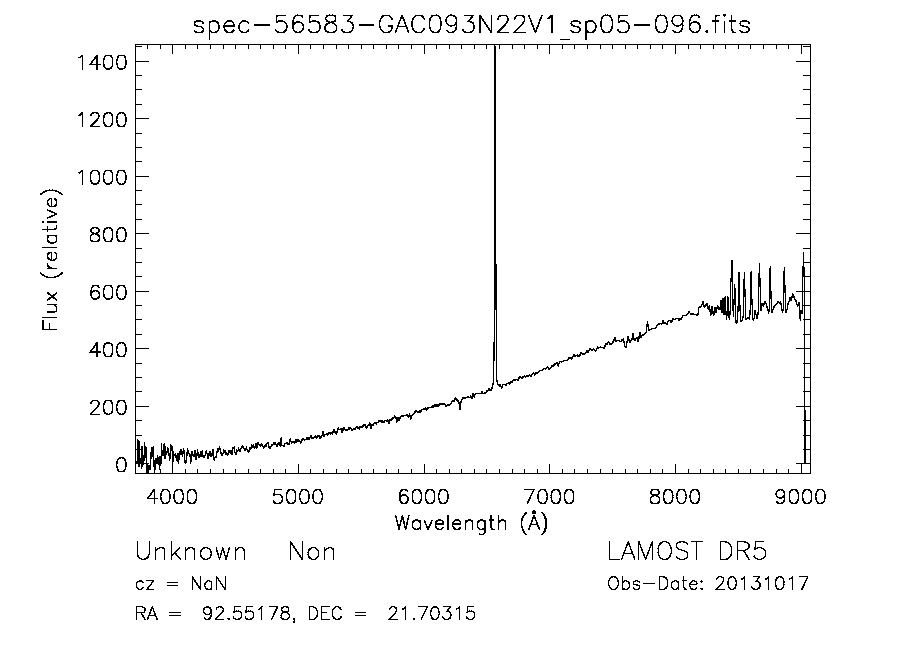 spec-56583-GAC093N22V1_sp05-096.fits
1400
1200
1000
800
600
400
200
0
Flux (relative)
4000 5000 6000 7000 8000 9000
Wavelength (Å)
Unknown Non
LAMOST DR5
cz = NaN
Obs-Date: 20131017
RA = 92.55178, DEC = 21.70315